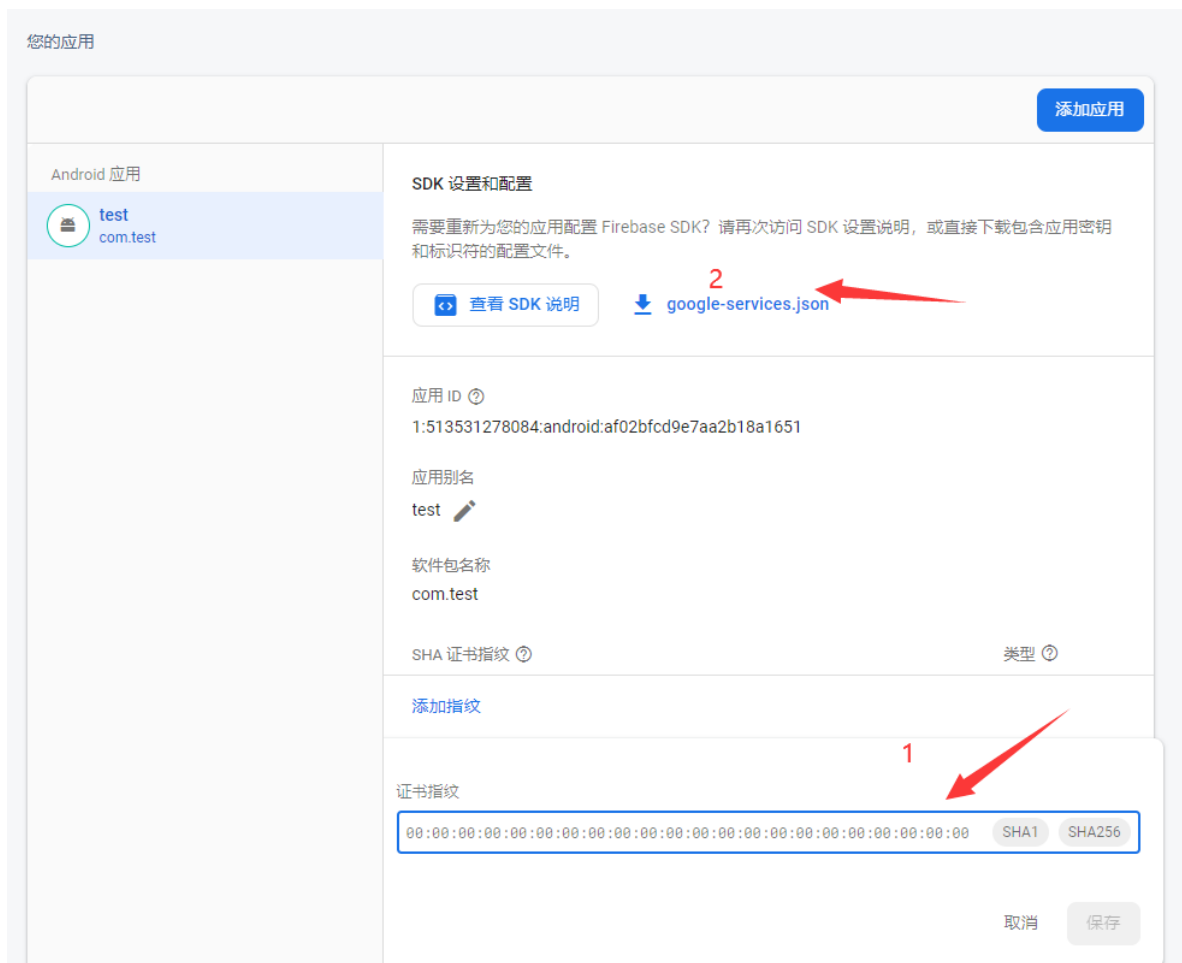 您的应用
添加应用
Android 应用
test
com.test
SDK 设置和配置
需要重新为您的应用配置 Firebase SDK？请再次访问 SDK 设置说明，或直接下载包含应用密钥
和标识符的配置文件。
2
查看 SDK 说明
google-services.json
应用 ID
1:513531278084:android:af02bfcd9e7aa2b18a1651
应用别名
test
软件包名称
com.test
SHA 证书指纹 类型
添加指纹
1
证书指纹
00:00:00:00:00:00:00:00:00:00:00:00:00:00:00:00:00:00:00:00:00:00 SHA1 SHA256
取消 保存